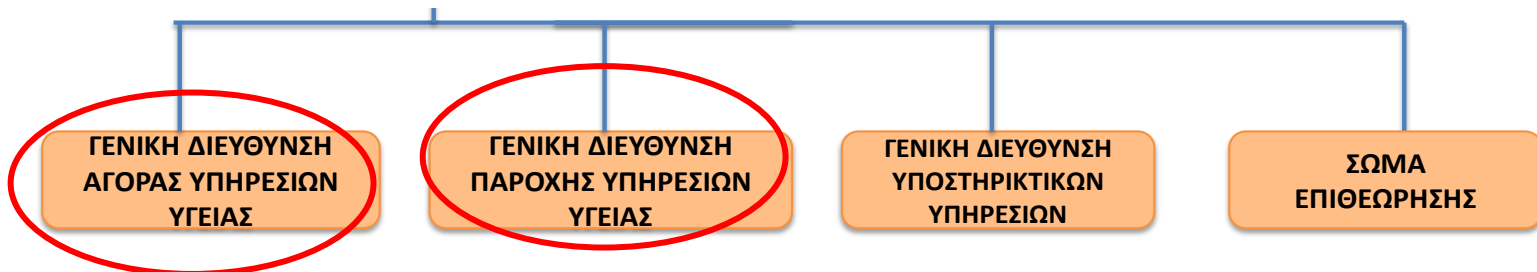 ΓΕΝΙΚΗ ΔΙΕΥΘΥΝΣΗ
ΑΓΟΡΑΣ ΥΠΗΡΕΣΙΩΝ
ΥΓΕΙΑΣ
ΓΕΝΙΚΗ ΔΙΕΥΘΥΝΣΗ
ΠΑΡΟΧΗΣ ΥΠΗΡΕΣΙΩΝ
ΥΓΕΙΑΣ
ΓΕΝΙΚΗ ΔΙΕΥΘΥΝΣΗ
ΥΠΟΣΤΗΡΙΚΤΙΚΩΝ
ΥΠΗΡΕΣΙΩΝ
ΣΩΜΑ
ΕΠΙΘΕΩΡΗΣΗΣ